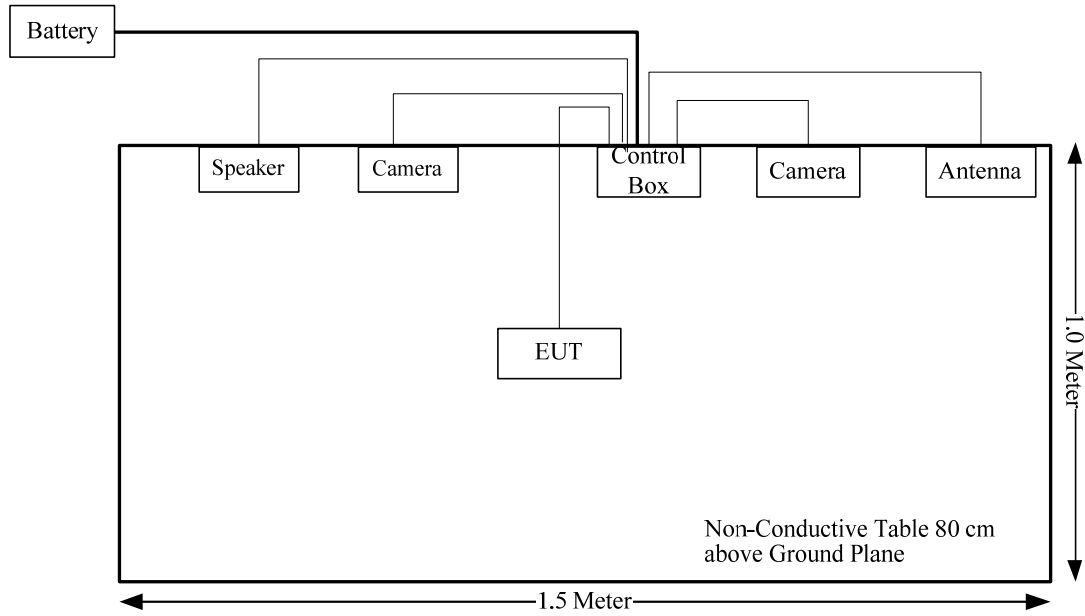 Battery
Speaker
Camera
Control
Box
Camera
Antenna
EUT
1.0 Meter
Non-Conductive Table 80 cm
above Ground Plane
1.5 Meter